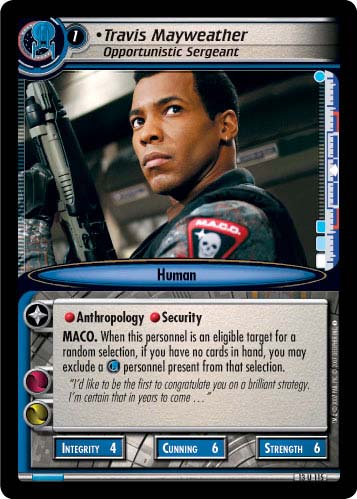 1 •Travis Mayweather
Opportunistic Sergeant
M.A.C.O.
Human
Anthropology Security
MACO. When this personnel is an eligible target for a
random selection, if you have no cards in hand, you may
exclude a personnel present from that selection.
"I'd like to be the first to congratulate you on a brilliant strategy.
I'm certain that in years to come …"
INTEGRITY 4 CUNNING 6 STRENGTH 6
13 U 115